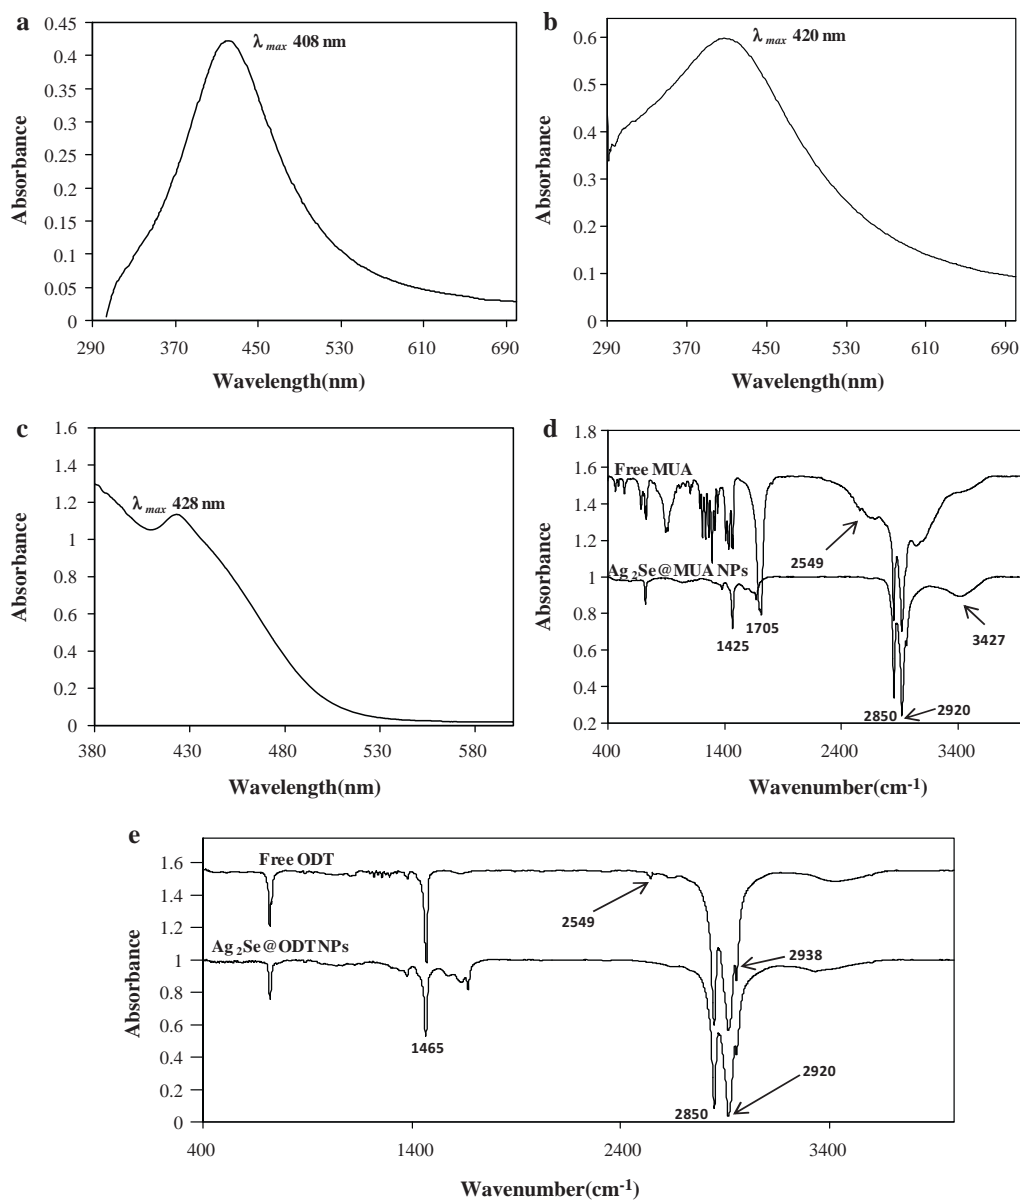 a
0.45
λ max 408 nm
0.4
0.35
0.3
0.25
0.2
0.15
0.1
0.05
0
Absorbance
290 370 450 530 610 690
Wavelength(nm)
b
λ max 420 nm
0.6
0.5
0.4
0.3
0.2
0.1
0
Absorbance
290 370 450 530 610 690
Wavelength(nm)
c
1.6
1.4
λ max 428 nm
1.2
1
0.8
0.6
0.4
0.2
0
Absorbance
380 430 480 530 580
Wavelength(nm)
d
1.8
1.6
Free MUA
1.4
1.2
2549
Ag2Se@MUA NPs
1
0.8
1705
1425
3427
0.6
0.4
2850
2920
0.2
Absorbance
400 1400 2400 3400
Wavenumber(cm-1)
e
1.6
Free ODT
1.4
2549
1.2
Ag2Se@ODT NPs
2938
1
0.8
0.6
1465
0.4
2920
0.2
2850
0
Absorbance
400 1400 2400 3400
Wavenumber(cm-1)